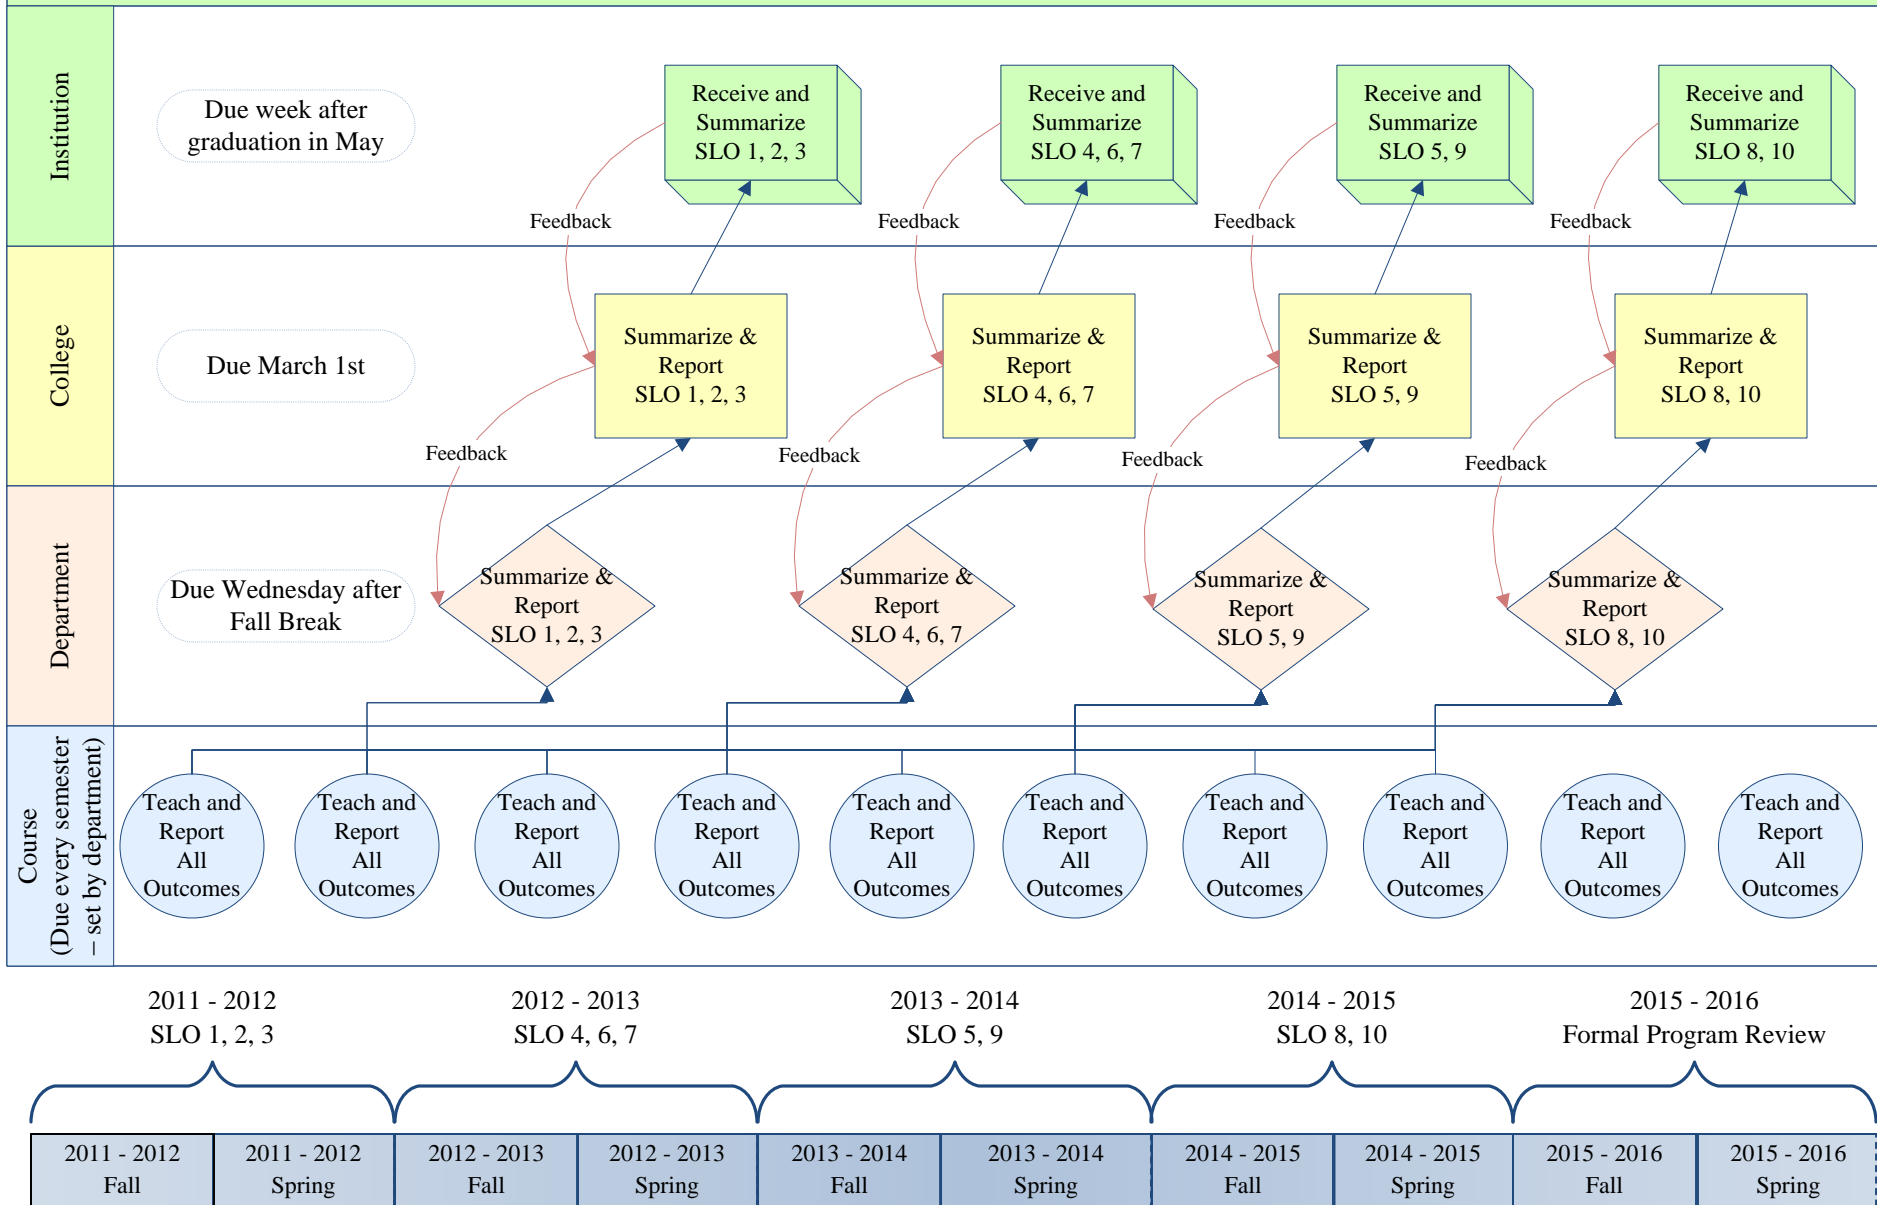 Institution
Due week after
graduation in May
Receive and
Summarize
SLO 1, 2, 3
Receive and
Summarize
SLO 4, 6, 7
Receive and
Summarize
SLO 5, 9
Receive and
Summarize
SLO 8, 10
Feedback
Feedback
Feedback
Feedback
College
Due March 1st
Summarize &
Report
SLO 1, 2, 3
Summarize &
Report
SLO 4, 6, 7
Summarize &
Report
SLO 5, 9
Summarize &
Report
SLO 8, 10
Feedback
Feedback
Feedback
Feedback
Department
Due Wednesday after
Fall Break
Summarize &
Report
SLO 1, 2, 3
Summarize &
Report
SLO 4, 6, 7
Summarize &
Report
SLO 5, 9
Summarize &
Report
SLO 8, 10
Course
(Due every semester
– set by department)
Teach and
Report
All
Outcomes
Teach and
Report
All
Outcomes
Teach and
Report
All
Outcomes
Teach and
Report
All
Outcomes
Teach and
Report
All
Outcomes
Teach and
Report
All
Outcomes
Teach and
Report
All
Outcomes
Teach and
Report
All
Outcomes
Teach and
Report
All
Outcomes
Teach and
Report
All
Outcomes
2011 - 2012
SLO 1, 2, 3
2012 - 2013
SLO 4, 6, 7
2013 - 2014
SLO 5, 9
2014 - 2015
SLO 8, 10
2015 - 2016
Formal Program Review
2011 - 2012
Fall
2011 - 2012
Spring
2012 - 2013
Fall
2012 - 2013
Spring
2013 - 2014
Fall
2013 - 2014
Spring
2014 - 2015
Fall
2014 - 2015
Spring
2015 - 2016
Fall
2015 - 2016
Spring